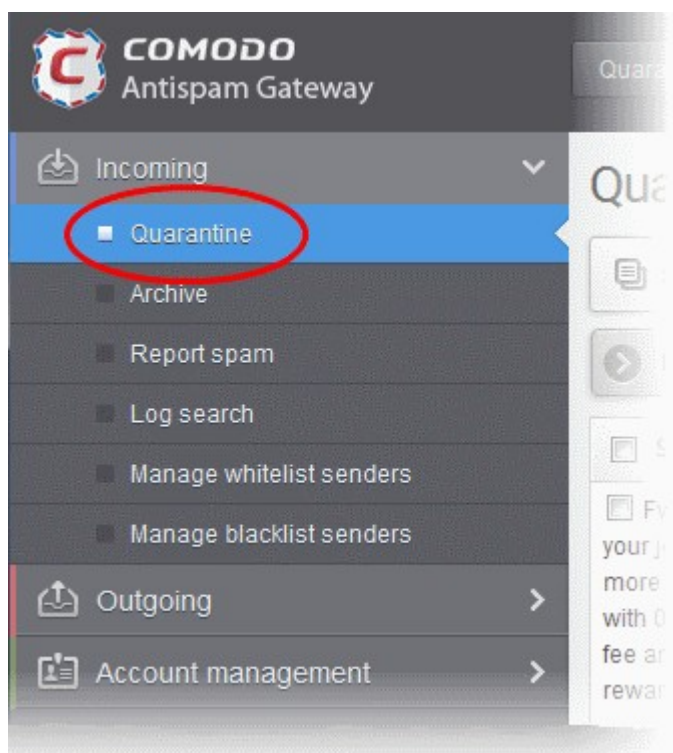 COMODO
Antispam Gateway
Incoming
Quarantine
Archive
Report spam
Log search
Manage whitelist senders
Manage blacklist senders
Outgoing
Account management
your
more
with
fee